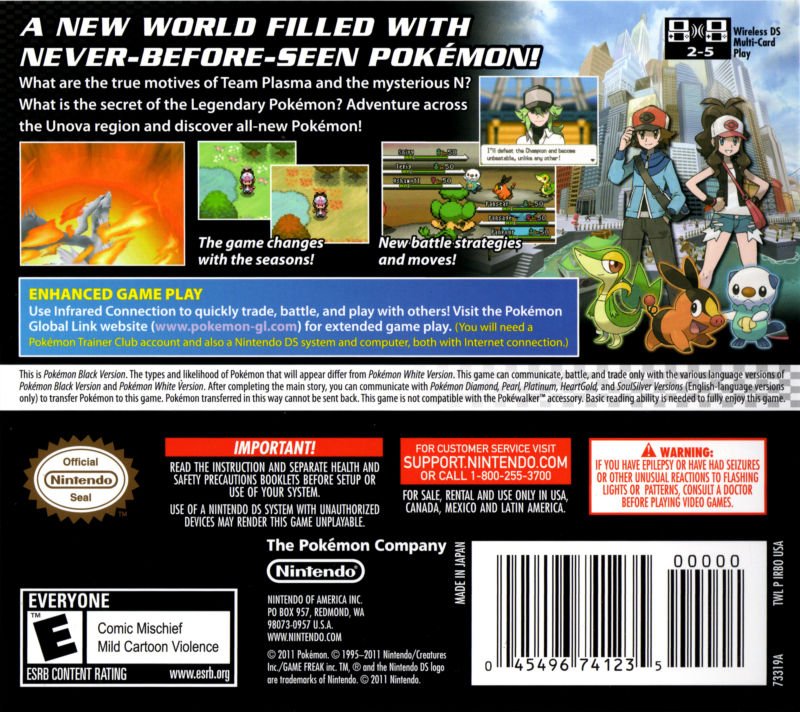 A NEW WORLD FILLED WITH
NEVER-BEFORE-SEEN POKÉMON!
What are the true motives of Team Plasma and the mysterious N?
What is the secret of the Legendary Pokémon? Adventure across
the Unova region and discover all-new Pokémon!
2-5
Wireless DS
Multi-Card
Play
I'll defeat the Champion and become
unbeatable, unlike any other!
The game changes
with the seasons!
New battle strategies
and moves!
ENHANCED GAME PLAY
Use Infrared Connection to quickly trade, battle, and play with others! Visit the Pokémon
Global Link website (www.pokemon-gl.com) for extended game play. (You will need a
Pokémon Trainer Club account and also a Nintendo DS system and computer, both with Internet connection.)
This is Pokémon Black Version. The types and likelihood of Pokémon that will appear differ from Pokémon White Version. This game can communicate, battle, and trade only with the various language versions of
Pokémon Black Version and Pokémon White Version. After completing the main story, you can communicate with Pokémon Diamond, Pearl, Platinum, HeartGold, and SoulSilver Versions (English-language versions
only) to transfer Pokémon to this game. Pokémon transferred in this way cannot be sent back. This game is not compatible with the Pokéwalker™ accessory. Basic reading ability is needed to fully enjoy this game.
Official
Nintendo
Seal
TM
IMPORTANT!
READ THE INSTRUCTION AND SEPARATE HEALTH AND
SAFETY PRECAUTIONS BOOKLETS BEFORE SETUP OR
USE OF YOUR SYSTEM.
USE OF A NINTENDO DS SYSTEM WITH UNAUTHORIZED
DEVICES MAY RENDER THIS GAME UNPLAYABLE.
FOR CUSTOMER SERVICE VISIT
SUPPORT.NINTENDO.COM
OR CALL 1-800-255-3700
FOR SALE, RENTAL AND USE ONLY IN USA,
CANADA, MEXICO AND LATIN AMERICA.
WARNING:
IF YOU HAVE EPILEPSY OR HAVE HAD SEIZURES
OR OTHER UNUSUAL REACTIONS TO FLASHING
LIGHTS OR PATTERNS, CONSULT A DOCTOR
BEFORE PLAYING VIDEO GAMES.
The Pokémon Company
Nintendo®
NINTENDO OF AMERICA INC.
PO BOX 957, REDMOND, WA
98073-0957 U.S.A.
WWW.NINTENDO.COM
© 2011 Pokémon. © 1995–2011 Nintendo/Creatures
Inc./GAME FREAK inc. TM, ® and the Nintendo DS logo
are trademarks of Nintendo. © 2011 Nintendo.
EVERYONE
TM
E
Comic Mischief
Mild Cartoon Violence
ESRB CONTENT RATING www.esrb.org
MADE IN JAPAN
00000
0 45496 74123 5
TWL P IRBO USA
73319A